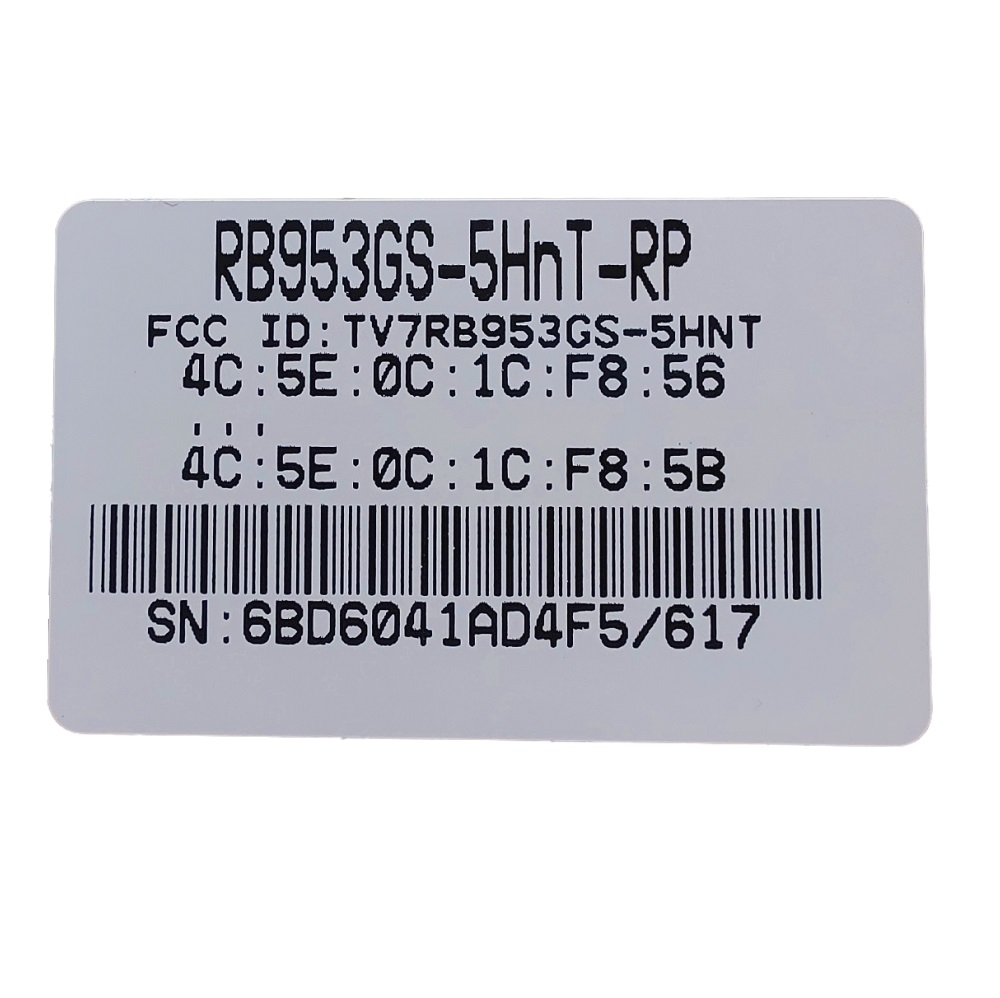 RB953GS-5HnT-RP
FCC ID:TV7RB953GS-5HNT
4C:5E:0C:1C:F8:56
...
4C:5E:0C:1C:F8:5B
SN:6BD6041AD4F5/617